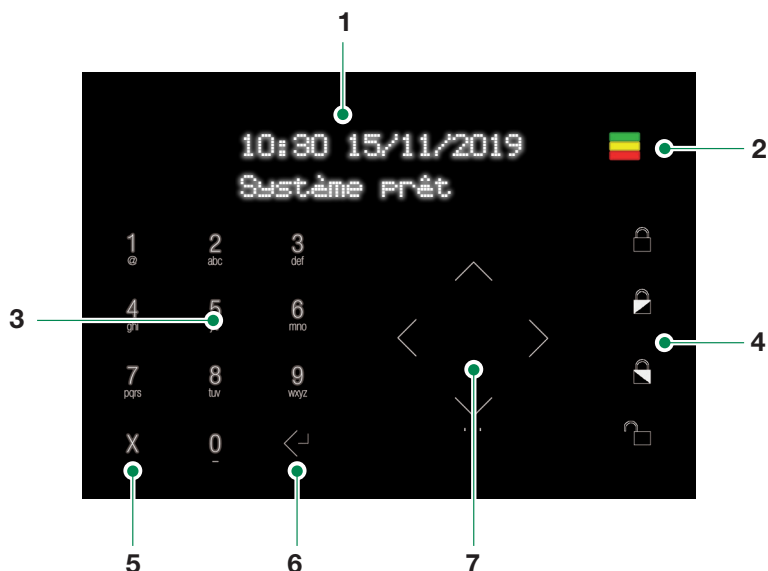 1
10:30 15/11/2019
2
Système prêt
1 2 3
@ abc def
3
4 5 6
ghi mno
4
7 8 9
pqrs tuv wxyz
X 0
_
5 6 7